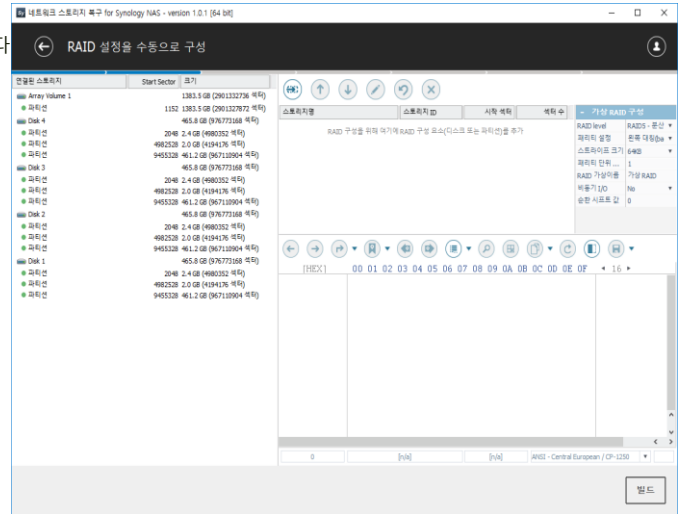 네트워크 스토리지 복구 for Synology NAS - version 1.0.1 [64 bit]
다
RAID 설정을 수동으로 구성
연결된 스토리지 Start Sector 크기
Array Volume 1 1383.5 GB (2901332736 섹터)
파티션 1152 1383.5 GB (2901327872 섹터)
Disk 4 465.8 GB (976773168 섹터)
파티션 2048 2.4 GB (4980352 섹터)
파티션 4982528 2.0 GB (4194176 섹터)
파티션 9455328 461.2 GB (967110904 섹터)
Disk 3 465.8 GB (976773168 섹터)
파티션 2048 2.4 GB (4980352 섹터)
파티션 4982528 2.0 GB (4194176 섹터)
파티션 9455328 461.2 GB (967110904 섹터)
Disk 2 465.8 GB (976773168 섹터)
파티션 2048 2.4 GB (4980352 섹터)
파티션 4982528 2.0 GB (4194176 섹터)
파티션 9455328 461.2 GB (967110904 섹터)
Disk 1 465.8 GB (976773168 섹터)
파티션 2048 2.4 GB (4980352 섹터)
파티션 4982528 2.0 GB (4194176 섹터)
파티션 9455328 461.2 GB (967110904 섹터)
스토리지명 스토리지 ID 시작 섹터 섹터 수
RAID 구성을 위해 여기에 RAID 구성 요소(디스크 또는 파티션)를 추가
- 가상 RAID 구성
RAID level RAID5 - 분산
패리티 설정 왼쪽 대칭(ba
스트라이프 크기 64KB
패리티 단위 ... 1
RAID 가상이름 가상 RAID
비동기 I/O No
순환 시프트 값 0
[HEX] 00 01 02 03 04 05 06 07 08 09 0A 0B 0C 0D 0E 0F 16
0 [n/a] [n/a] ANSI - Central European / CP-1250
빌드